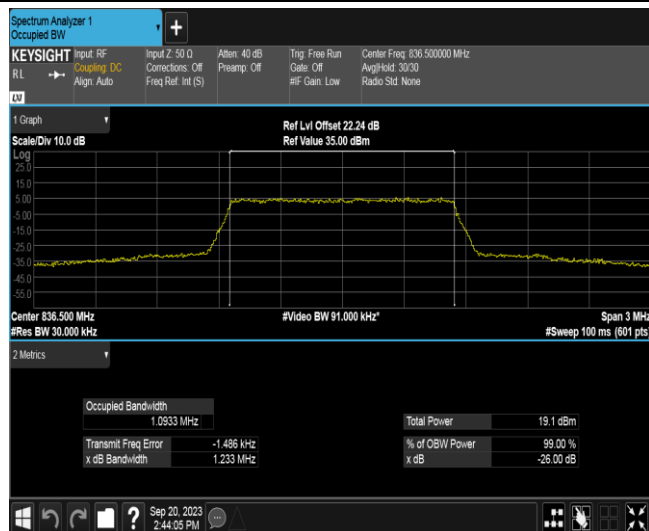 Spectrum Analyzer 1
Occupied BW
+
KEYSIGHT Input: RF Input Z: 50 Ω Atten: 40 dB Trig: Free Run Center Freq: 836.500000 MHz
RL Coupling: DC Corrections: Off Preamp: Off Gate: Off Avg|Hold: 30/30
Align: Auto Freq Ref: Int (S) #IF Gain: Low Radio Std: None
LXI
1 Graph Ref Lvl Offset 22.24 dB
Scale/Div 10.0 dB Ref Value 35.00 dBm
Log
25.0
15.0
5.00
-5.00
-15.0
-25.0
-35.0
-45.0
-55.0
Center 836.500 MHz #Video BW 91.000 kHz* Span 3 MHz
#Res BW 30.000 kHz #Sweep 100 ms (601 pts)
2 Metrics
Occupied Bandwidth
1.0933 MHz Total Power 19.1 dBm
Transmit Freq Error -1.486 kHz % of OBW Power 99.00 %
x dB Bandwidth 1.233 MHz x dB -26.00 dB
? Sep 20, 2023
2:44:05 PM